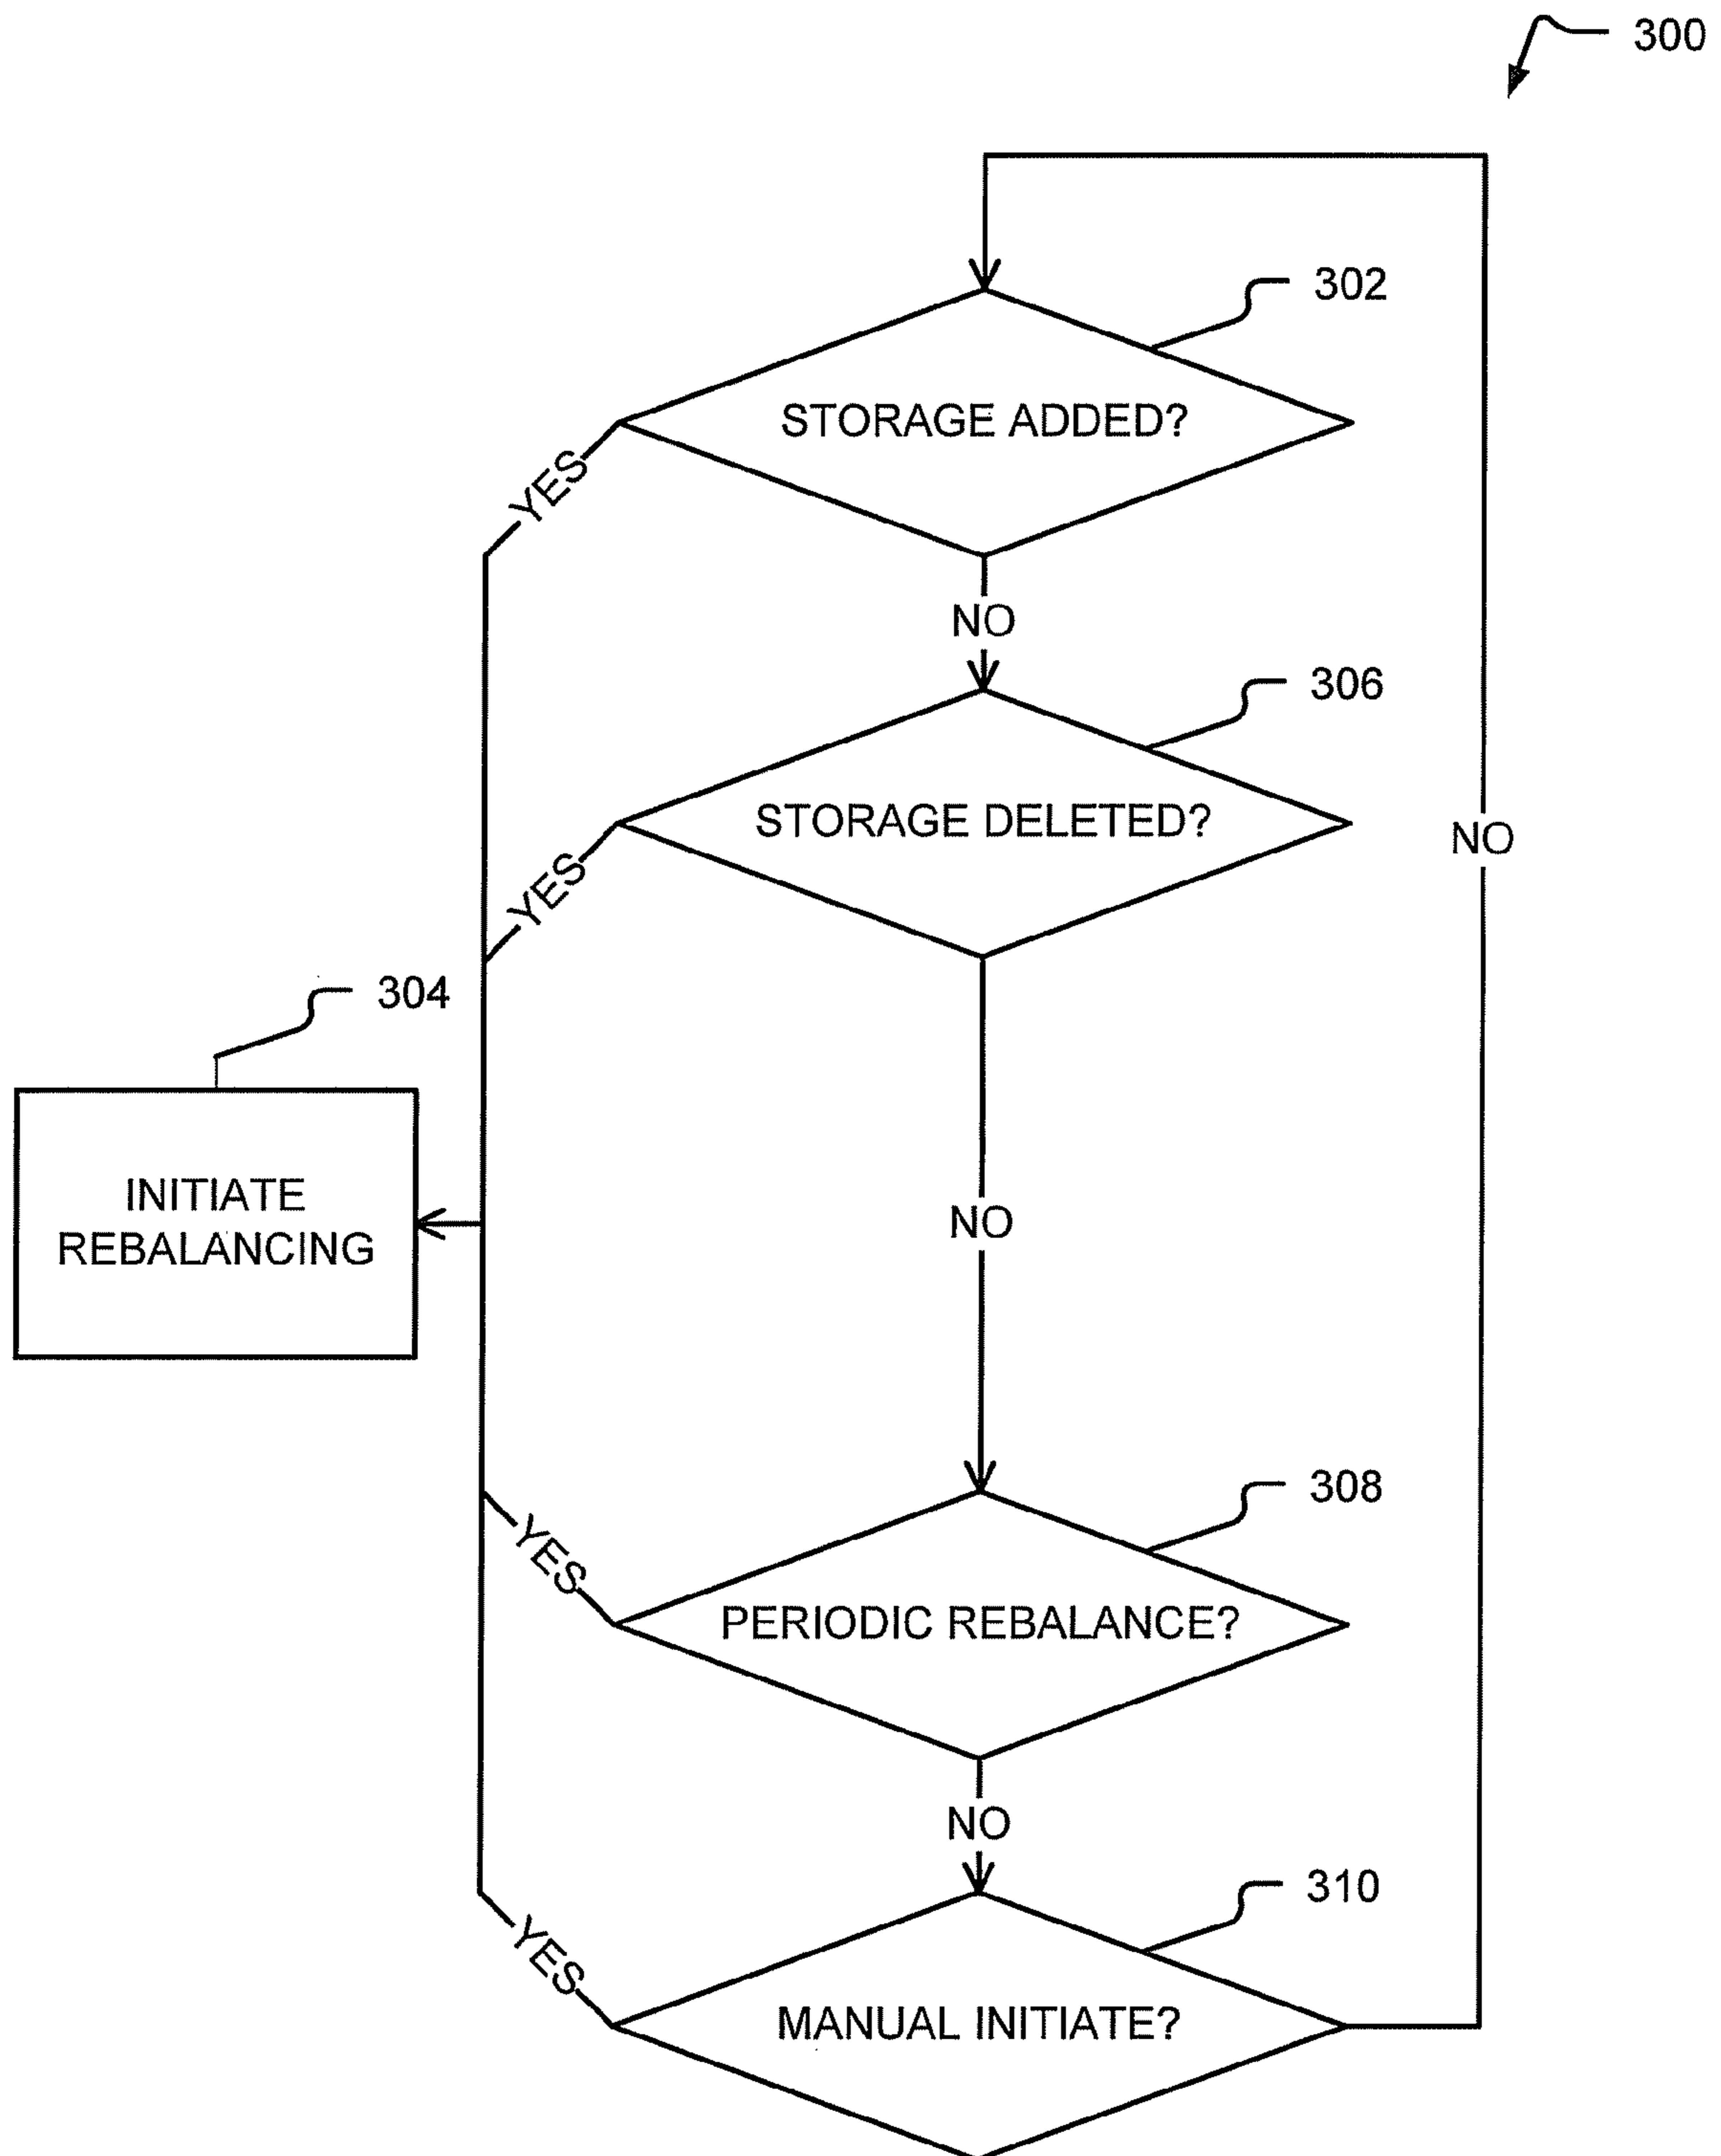 300
302
STORAGE ADDED?
YES
NO
306
STORAGE DELETED?
NO
YES
304
INITIATE
REBALANCING
NO
308
YES
PERIODIC REBALANCE?
NO
310
YES
MANUAL INITIATE?